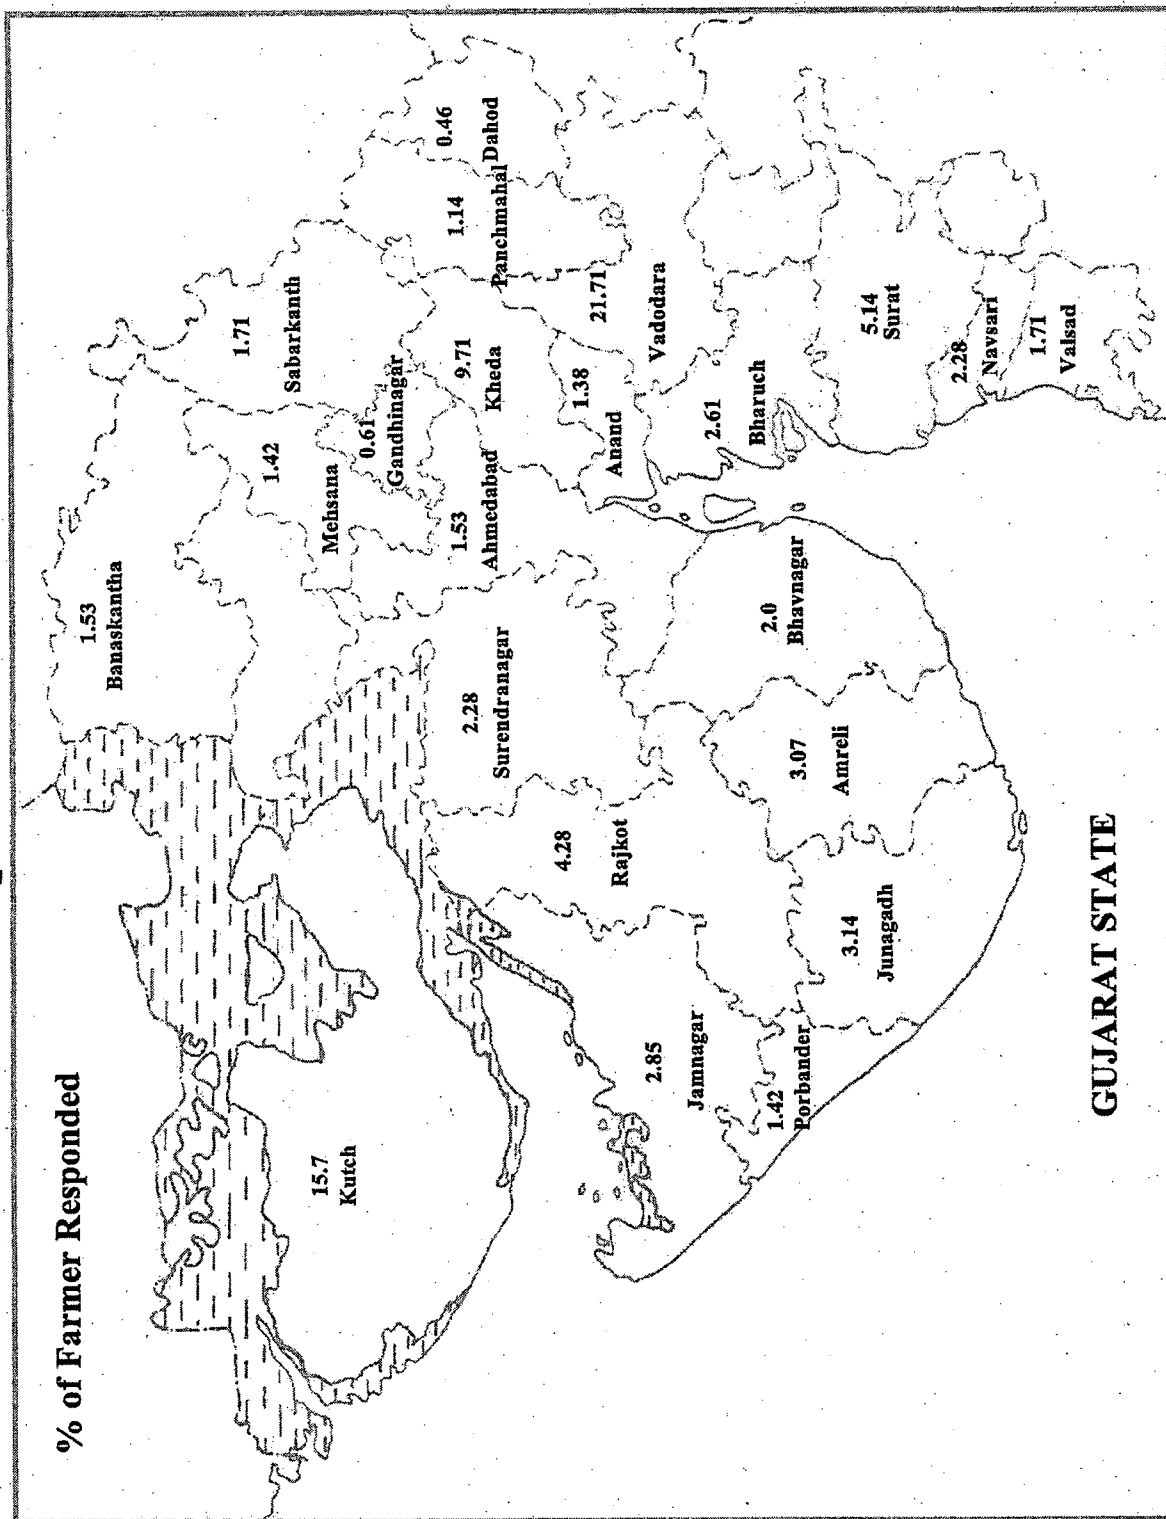 % of Farmer Responded
1.53
Banaskantha
1.71
Sabarkanth
1.42
Mehsana
0.61
Gandhinagar
0.46
Dahod
1.14
Panchmahal
15.7
Kutch
2.28
Surendranagar
1.53
Ahmedabad
9.71
Kheda
21.71
Vadodara
1.38
Anand
4.28
Rajkot
2.85
Jamnagar
1.42
Porbander
3.14
Junagadh
3.07
Amreli
2.0
Bhavnagar
2.61
Bharuch
5.14
Surat
2.28
Navsari
1.71
Valsad
GUJARAT STATE